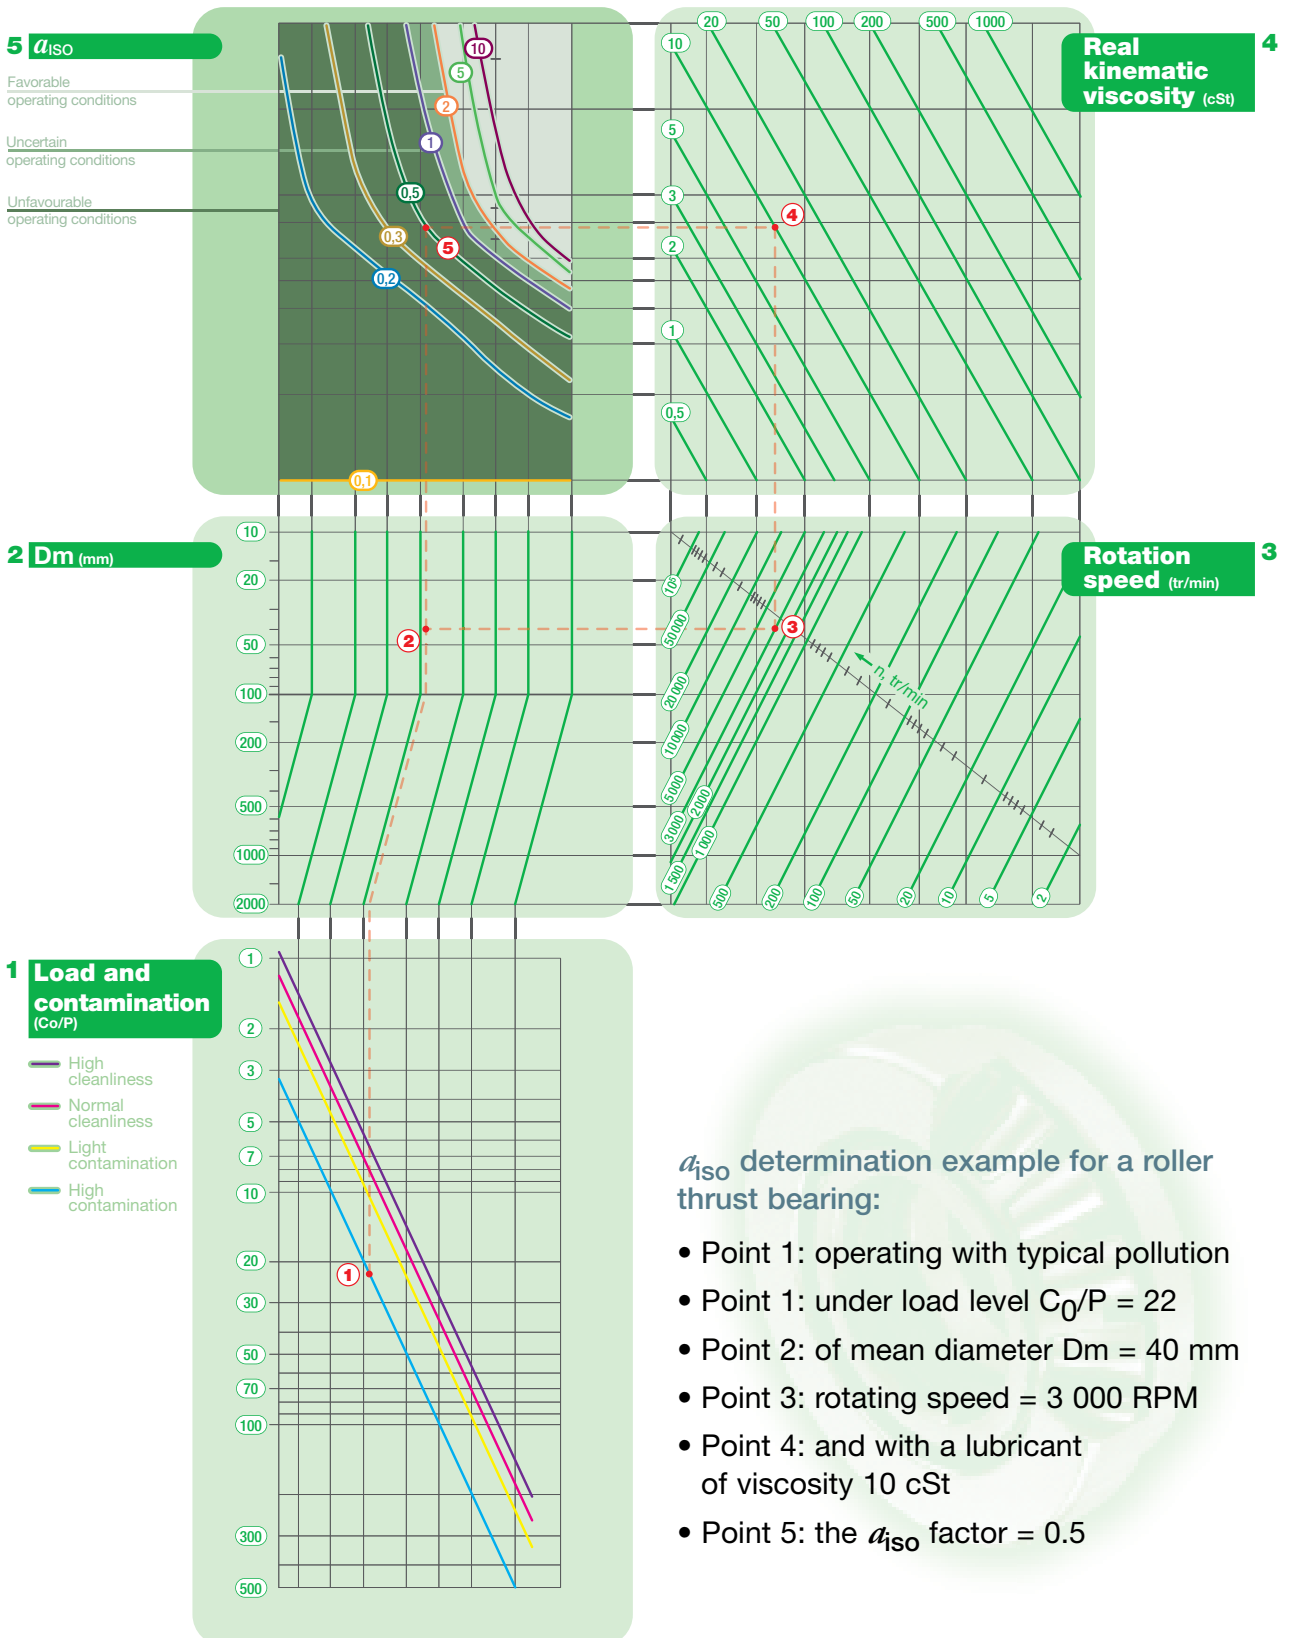 5 aISO
Favorable
operating conditions
Uncertain
operating conditions
Unfavourable
operating conditions
10
5
2
1
0,5
0,3
0,2
0,1
5
20 50 100 200 500 1000
10
5
3
2
1
0,5
4
Real
kinematic
viscosity (cSt)
4
2 Dm (mm)
10
20
50
100
200
500
1000
2000
2
Rotation
speed (tr/min)
3
10⁵
50000
20000
10000
5000
3000
2000
1500
1000
500
200
100
50
20
10
5
2
3
n, tr/min
1 Load and
contamination
(Co/P)
High
cleanliness
Normal
cleanliness
Light
contamination
High
contamination
1
2
3
5
7
10
20
30
50
70
100
300
500
1
aiso determination example for a roller
thrust bearing:
• Point 1: operating with typical pollution
• Point 1: under load level C0/P = 22
• Point 2: of mean diameter Dm = 40 mm
• Point 3: rotating speed = 3 000 RPM
• Point 4: and with a lubricant
of viscosity 10 cSt
• Point 5: the aiso factor = 0.5